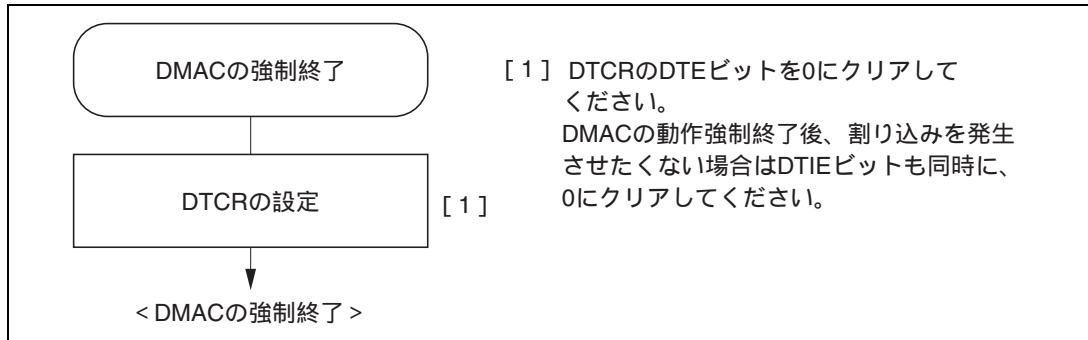 DMACの強制終了
[1] DTCRのDTEビットを0にクリアして
ください。
DMACの動作強制終了後、割り込みを発生
させたくない場合はDTIEビットも同時に、
0にクリアしてください。
DTCRの設定
[1]
<DMACの強制終了>